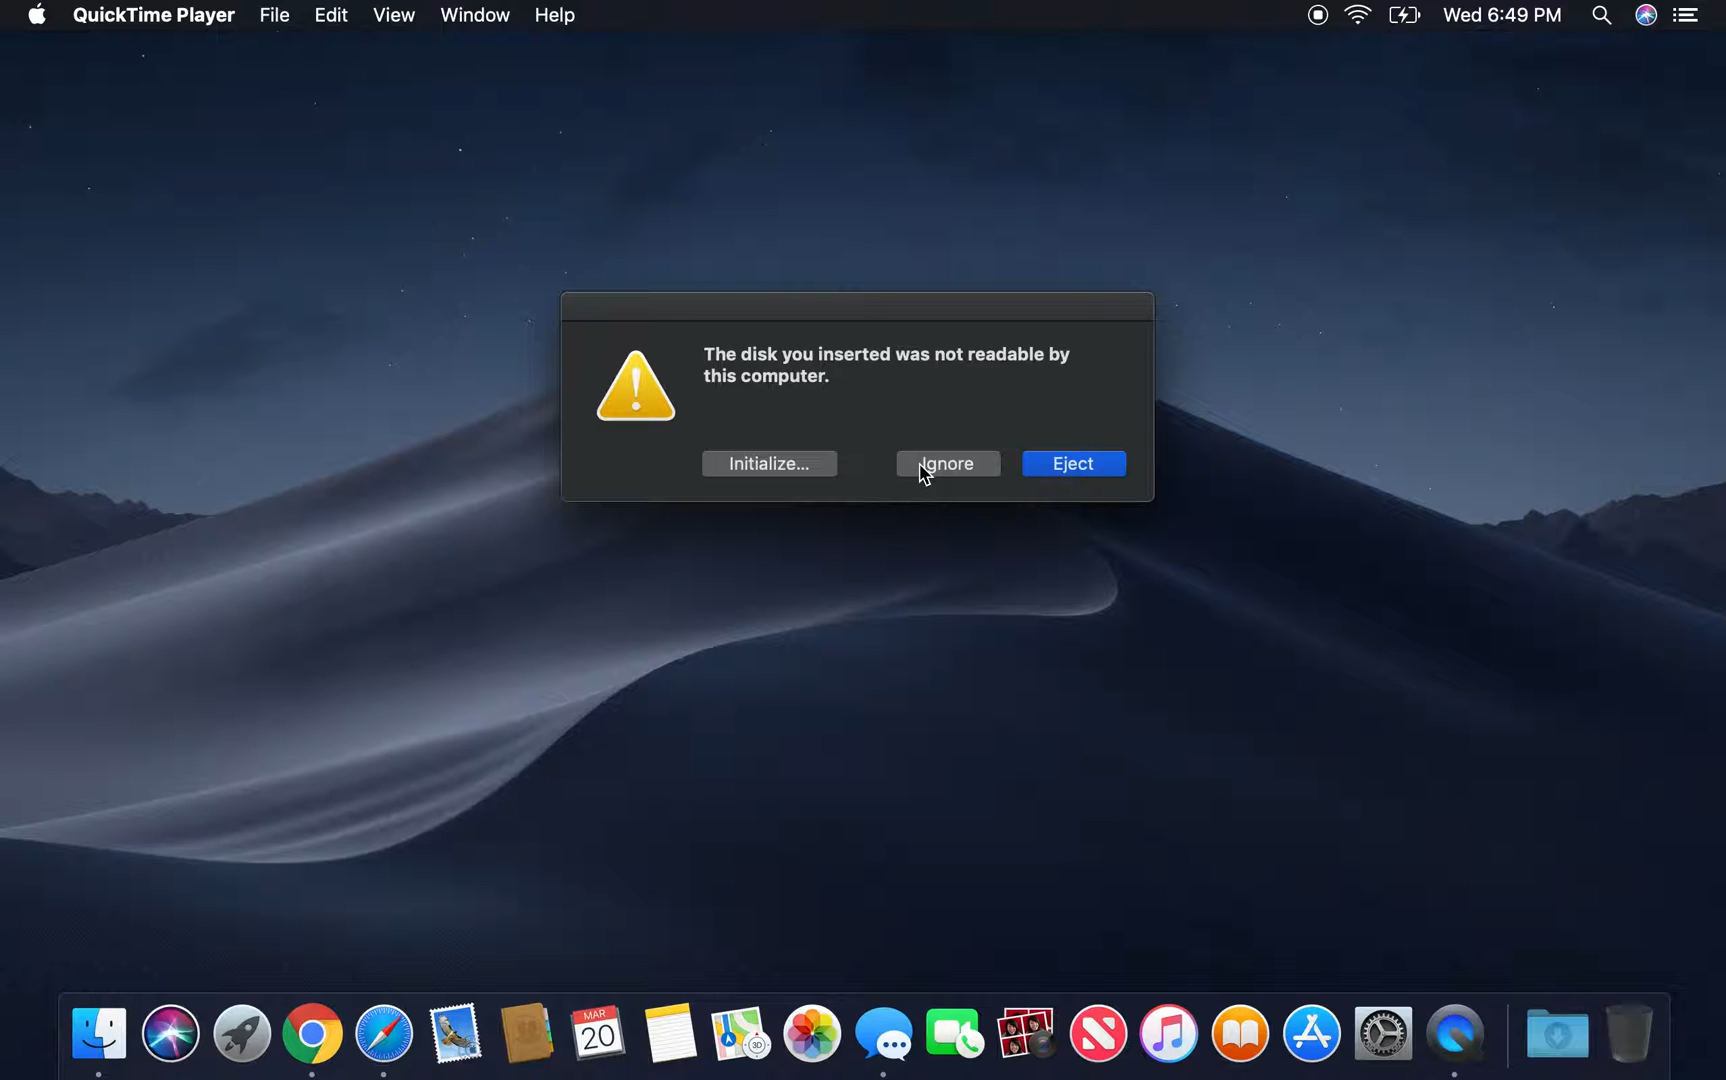 QuickTime Player File Edit View Window Help Wed 6:49 PM
The disk you inserted was not readable by
this computer.
Initialize... Ignore Eject
MAR
20
3D